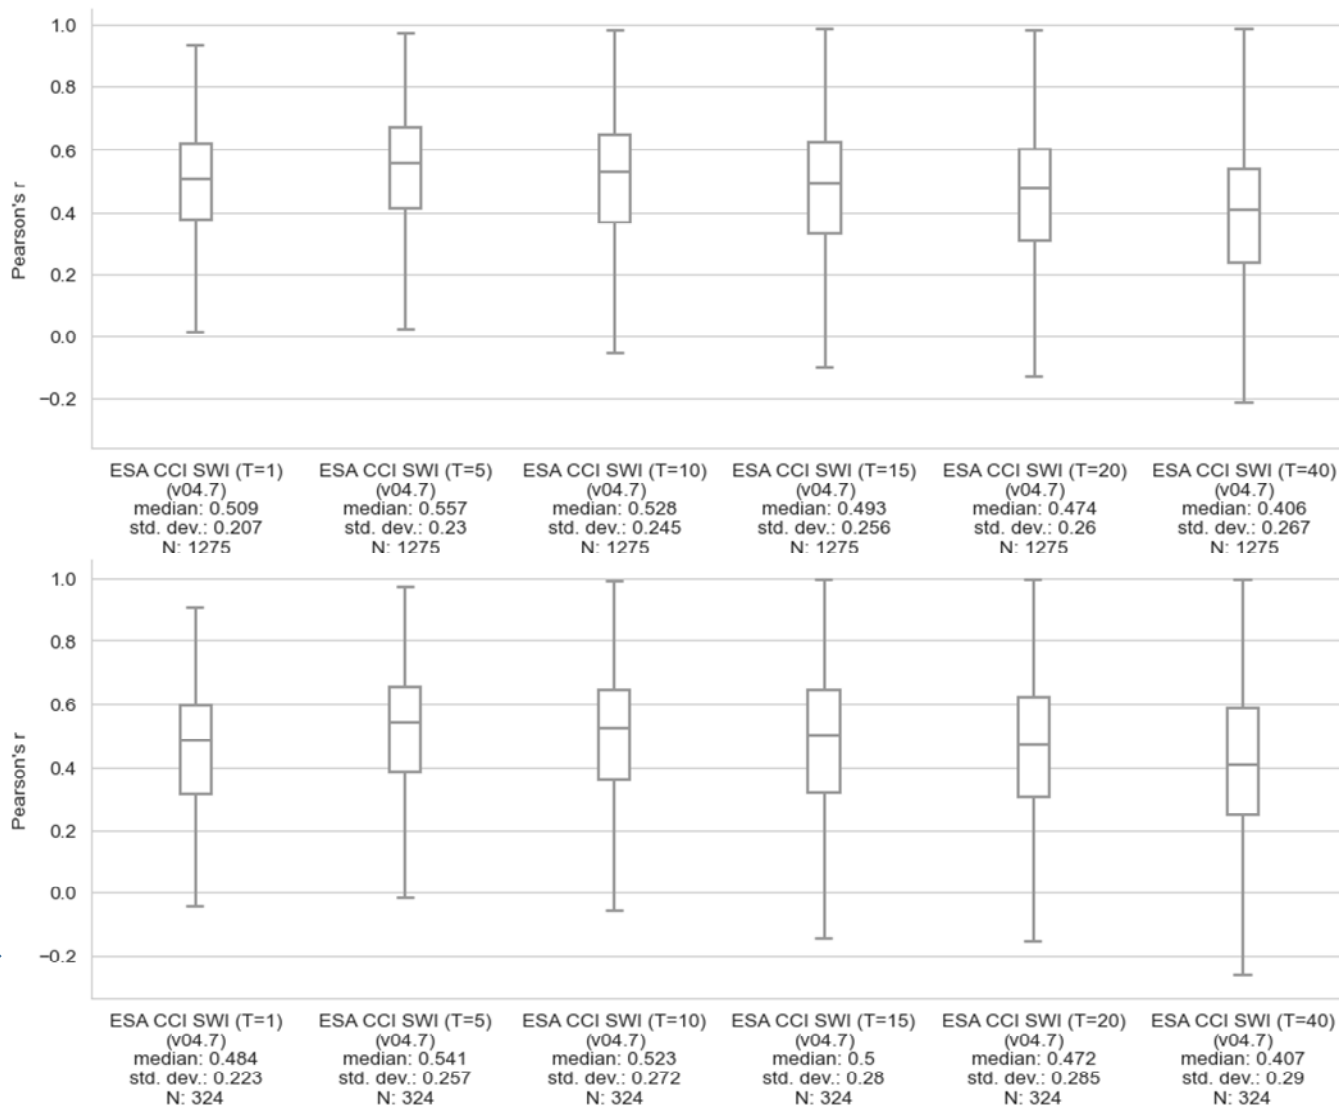 1.0
0.8
0.6
0.4
0.2
0.0
−0.2
Pearson's r
ESA CCI SWI (T=1) ESA CCI SWI (T=5) ESA CCI SWI (T=10) ESA CCI SWI (T=15) ESA CCI SWI (T=20) ESA CCI SWI (T=40)
(v04.7) (v04.7) (v04.7) (v04.7) (v04.7) (v04.7)
median: 0.509 median: 0.557 median: 0.528 median: 0.493 median: 0.474 median: 0.406
std. dev.: 0.207 std. dev.: 0.23 std. dev.: 0.245 std. dev.: 0.256 std. dev.: 0.26 std. dev.: 0.267
N: 1275 N: 1275 N: 1275 N: 1275 N: 1275 N: 1275
1.0
0.8
0.6
0.4
0.2
0.0
−0.2
Pearson's r
ESA CCI SWI (T=1) ESA CCI SWI (T=5) ESA CCI SWI (T=10) ESA CCI SWI (T=15) ESA CCI SWI (T=20) ESA CCI SWI (T=40)
(v04.7) (v04.7) (v04.7) (v04.7) (v04.7) (v04.7)
median: 0.484 median: 0.541 median: 0.523 median: 0.5 median: 0.472 median: 0.407
std. dev.: 0.223 std. dev.: 0.257 std. dev.: 0.272 std. dev.: 0.28 std. dev.: 0.285 std. dev.: 0.29
N: 324 N: 324 N: 324 N: 324 N: 324 N: 324